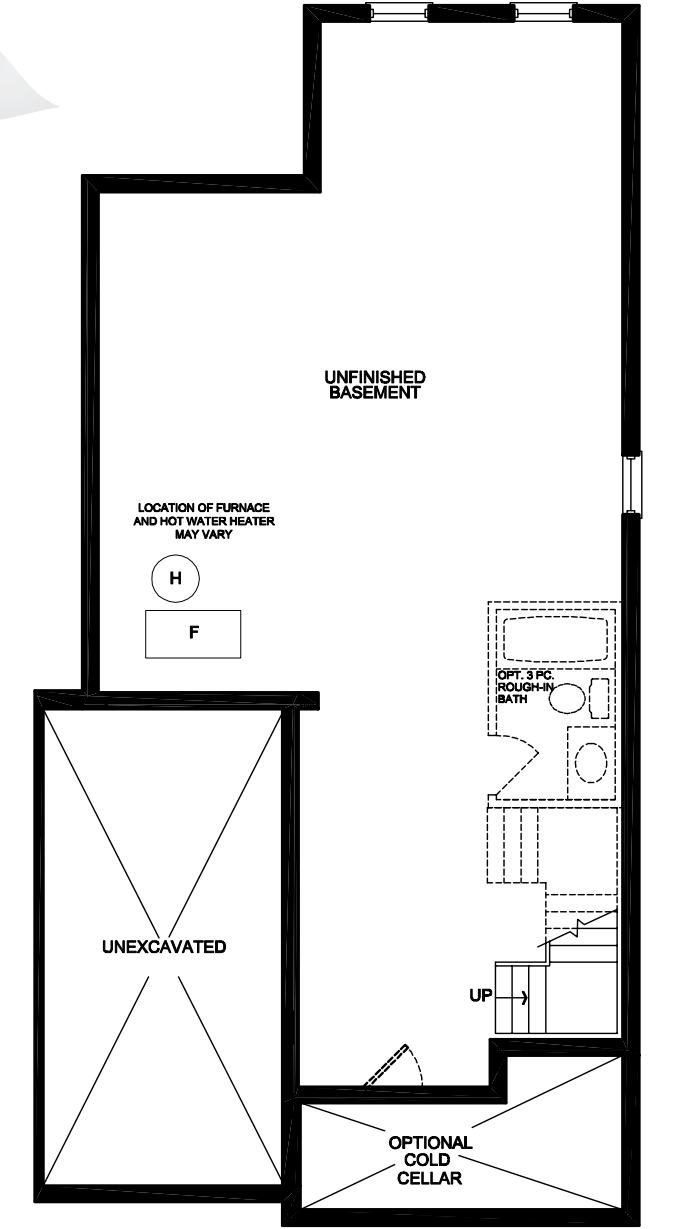 UNFINISHED
BASEMENT
LOCATION OF FURNACE
AND HOT WATER HEATER
MAY VARY
H
F
OPT. 3 PC.
ROUGH-IN
BATH
UNEXCAVATED
UP
OPTIONAL
COLD
CELLAR